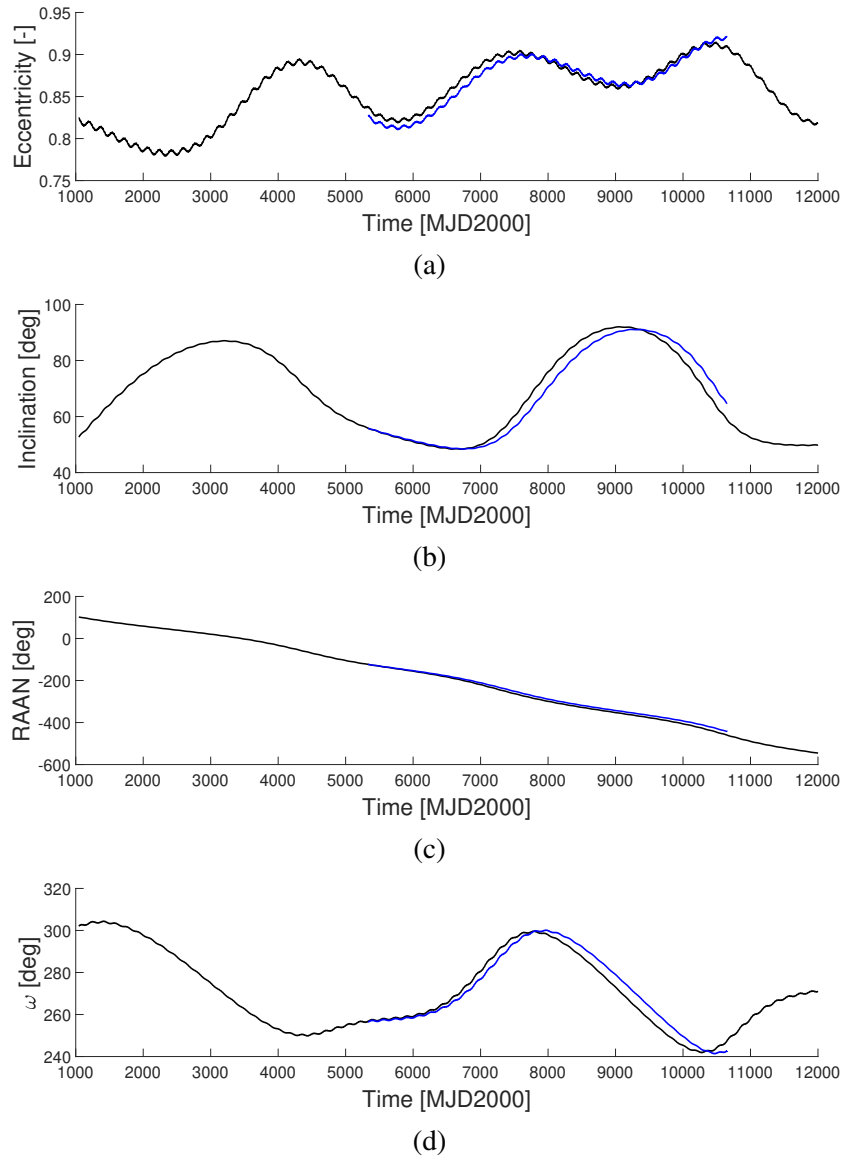 0.95
0.9
0.85
0.8
0.75
Eccentricity [-]
1000 2000 3000 4000 5000 6000 7000 8000 9000 10000 11000 12000
Time [MJD2000]
(a)
100
80
60
40
Inclination [deg]
1000 2000 3000 4000 5000 6000 7000 8000 9000 10000 11000 12000
Time [MJD2000]
(b)
200
0
-200
-400
-600
RAAN [deg]
1000 2000 3000 4000 5000 6000 7000 8000 9000 10000 11000 12000
Time [MJD2000]
(c)
320
300
280
260
240
ω [deg]
1000 2000 3000 4000 5000 6000 7000 8000 9000 10000 11000 12000
Time [MJD2000]
(d)